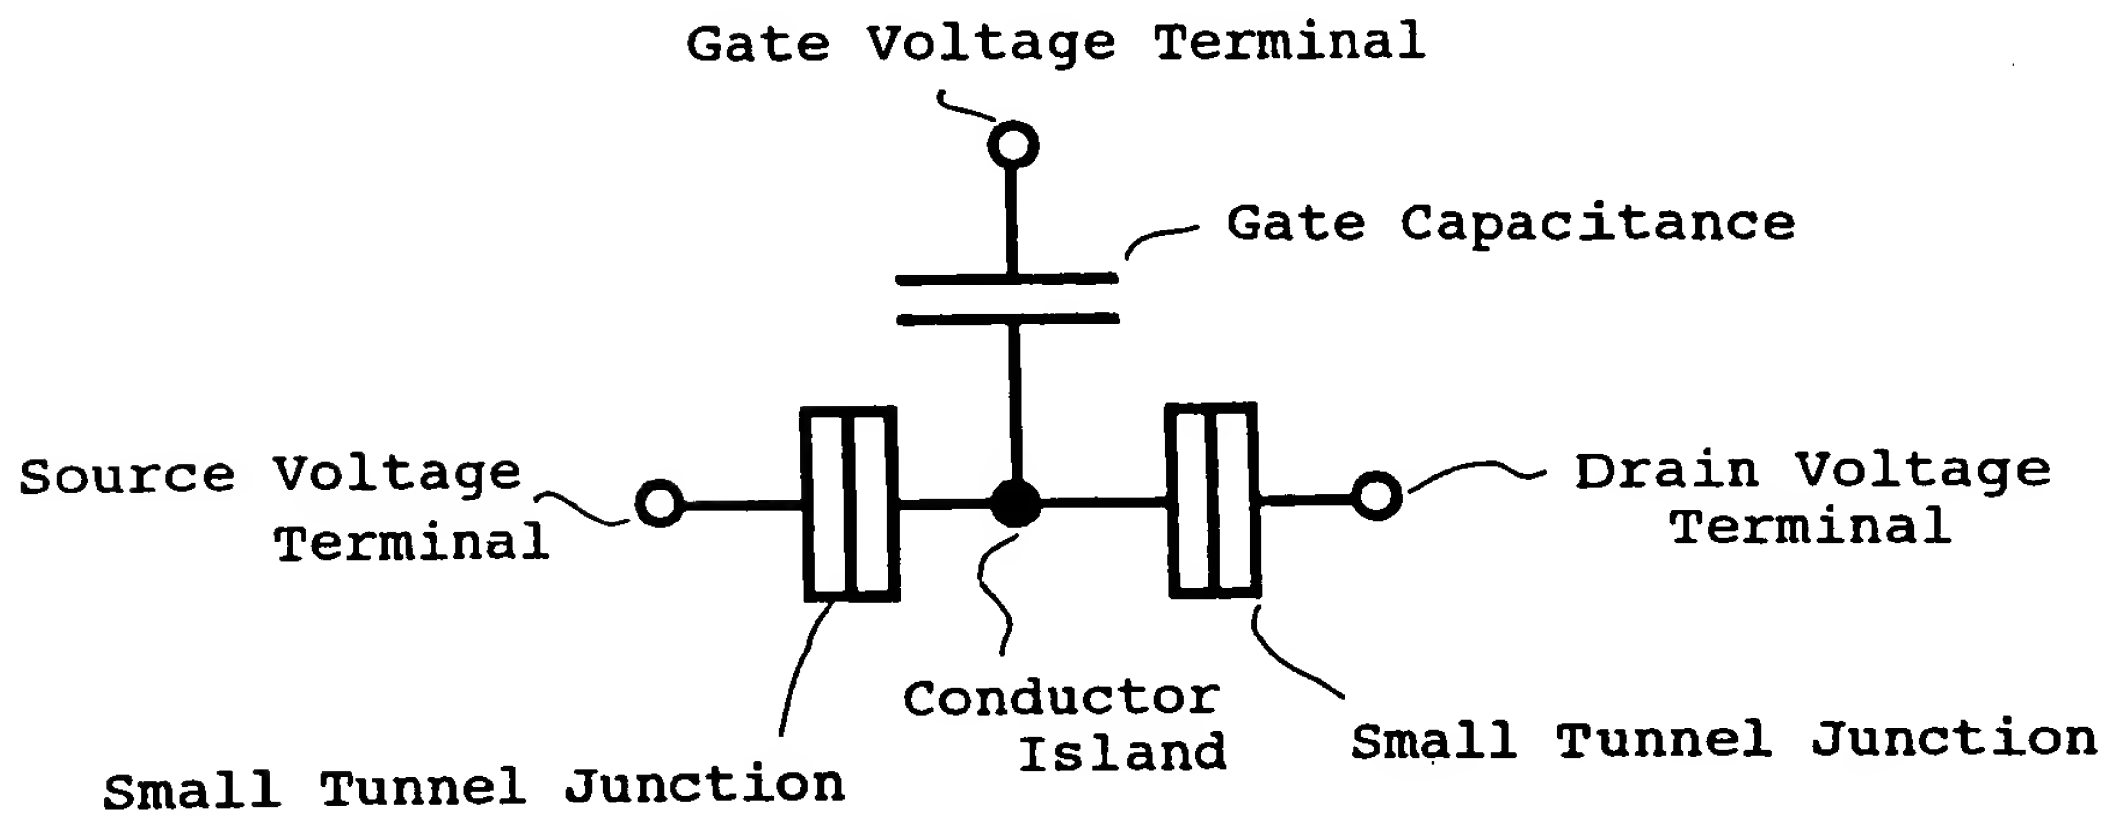 Gate Voltage Terminal
Gate Capacitance
Source Voltage
Terminal
Drain Voltage
Terminal
Conductor
Island
Small Tunnel Junction
Small Tunnel Junction